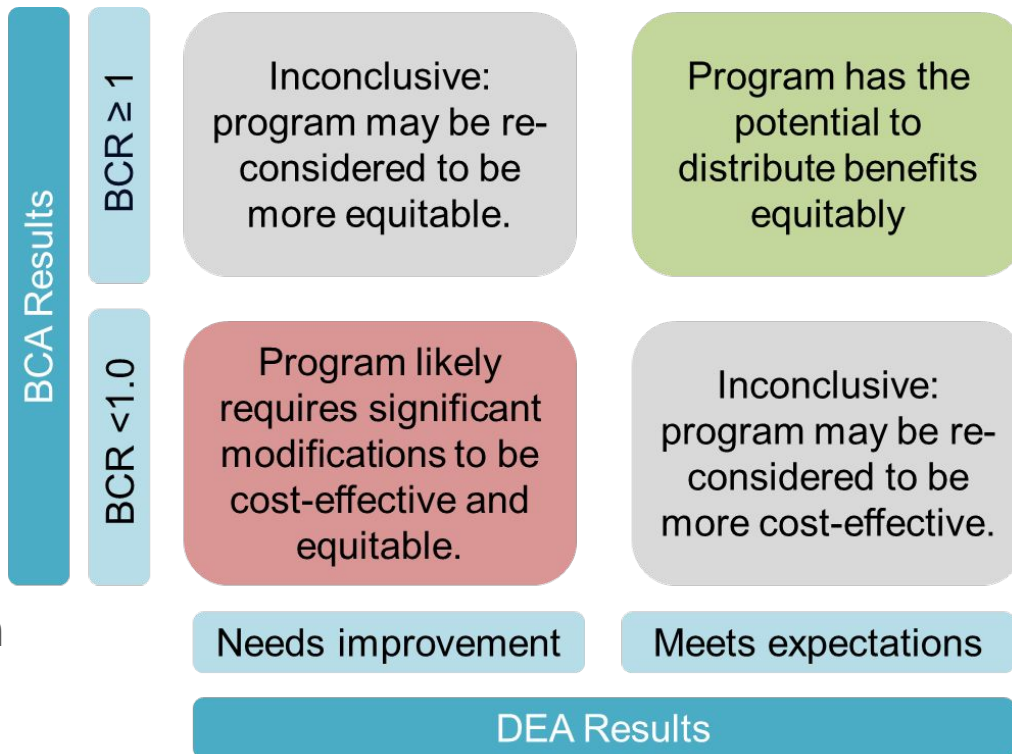 BCA Results
BCR ≥ 1
Inconclusive:
program may be re-
considered to be
more equitable.
Program has the
potential to
distribute benefits
equitably
BCR <1.0
Program likely
requires significant
modifications to be
cost-effective and
equitable.
Inconclusive:
program may be re-
considered to be
more cost-effective.
Needs improvement
Meets expectations
DEA Results